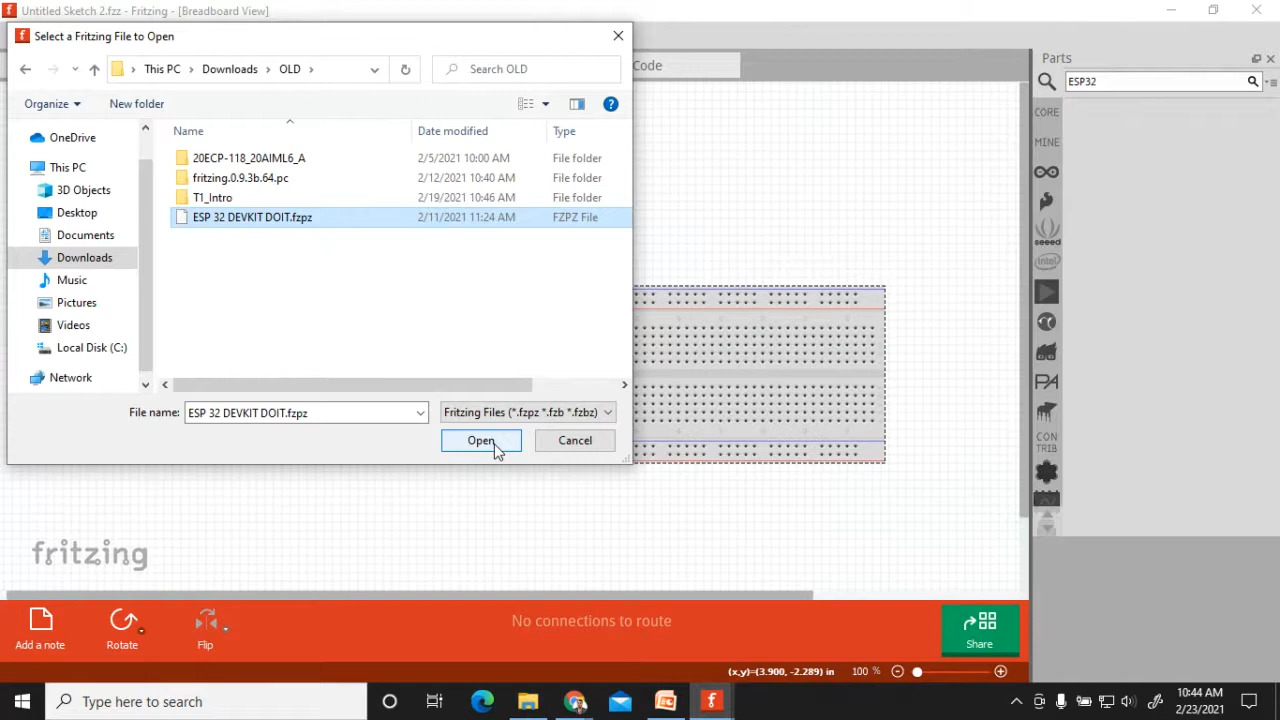 Untitled Sketch 2.fzz - Fritzing - [Breadboard View]
Select a Fritzing File to Open
This PC > Downloads > OLD >
Search OLD
Code
Parts
ESP32
Organize
New folder
Name
Date modified
Type
OneDrive
This PC
3D Objects
Desktop
Documents
Downloads
Music
Pictures
Videos
Local Disk (C:)
Network
20ECP-118_20AIML6_A 2/5/2021 10:00 AM File folder
fritzing.0.9.3b.64.pc 2/12/2021 10:40 AM File folder
T1_Intro 2/19/2021 10:46 AM File folder
ESP 32 DEVKIT DOIT.fzpz 2/11/2021 11:24 AM FZPZ File
CORE
MINE
seeed
intel
PA
CON
TRIB
File name: ESP 32 DEVKIT DOIT.fzpz
Fritzing Files (*.fzpz *.fzb *.fzbz)
Open
Cancel
fritzing
Add a note
Rotate
Flip
No connections to route
Share
(x,y)=(3.900, -2.289) in 100 %
Type here to search
10:44 AM
2/23/2021